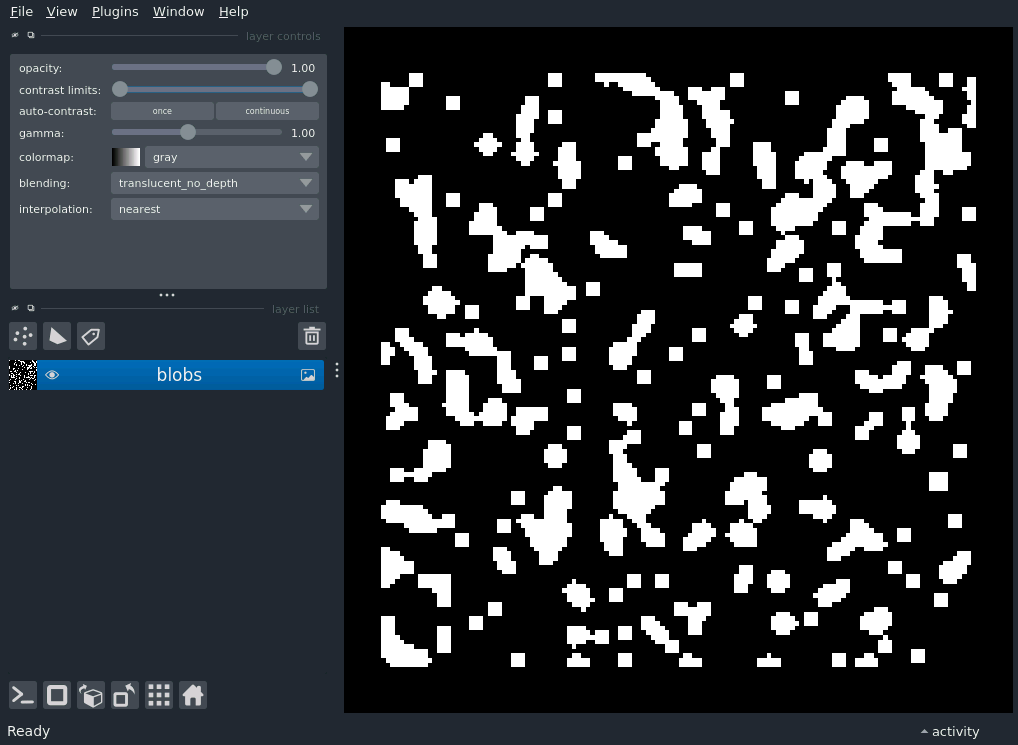 File View Plugins Window Help
layer controls
opacity: 1.00
contrast limits:
auto-contrast: once continuous
gamma: 1.00
colormap: gray
blending: translucent_no_depth
interpolation: nearest
layer list
blobs
Ready activity